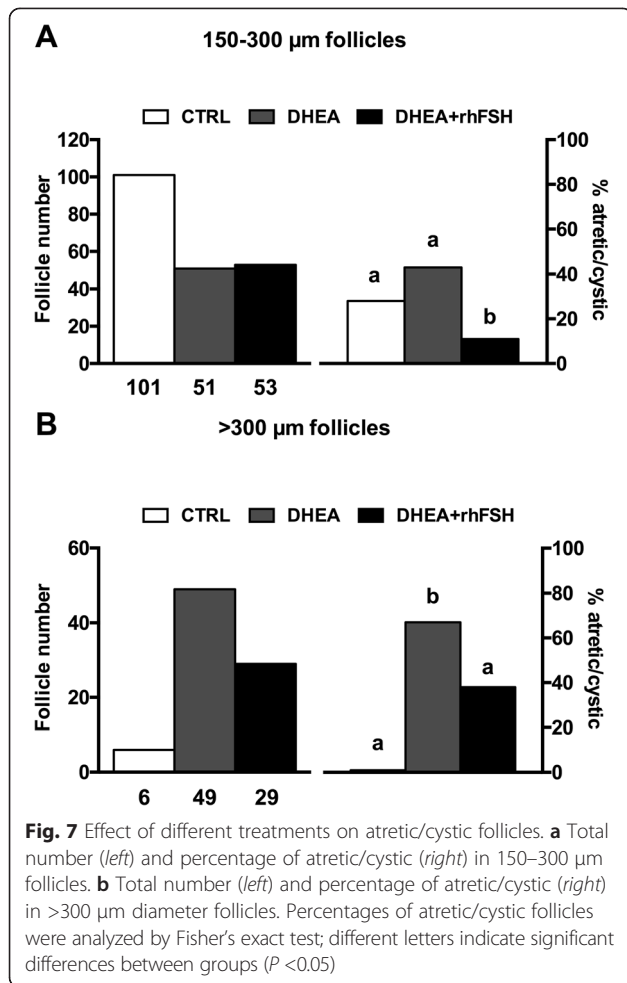 A
150-300 µm follicles
CTRL DHEA DHEA+rhFSH
Follicle number
120
100
80
60
40
20
0
101 51 53
a
a
b
100
80
60
40
20
0
% atretic/cystic
B
>300 µm follicles
CTRL DHEA DHEA+rhFSH
Follicle number
60
40
20
0
6 49 29
a
b
a
100
80
60
40
20
0
% atretic/cystic
Fig. 7 Effect of different treatments on atretic/cystic follicles. a Total
number (left) and percentage of atretic/cystic (right) in 150–300 µm
follicles. b Total number (left) and percentage of atretic/cystic (right)
in >300 µm diameter follicles. Percentages of atretic/cystic follicles
were analyzed by Fisher's exact test; different letters indicate significant
differences between groups (P <0.05)